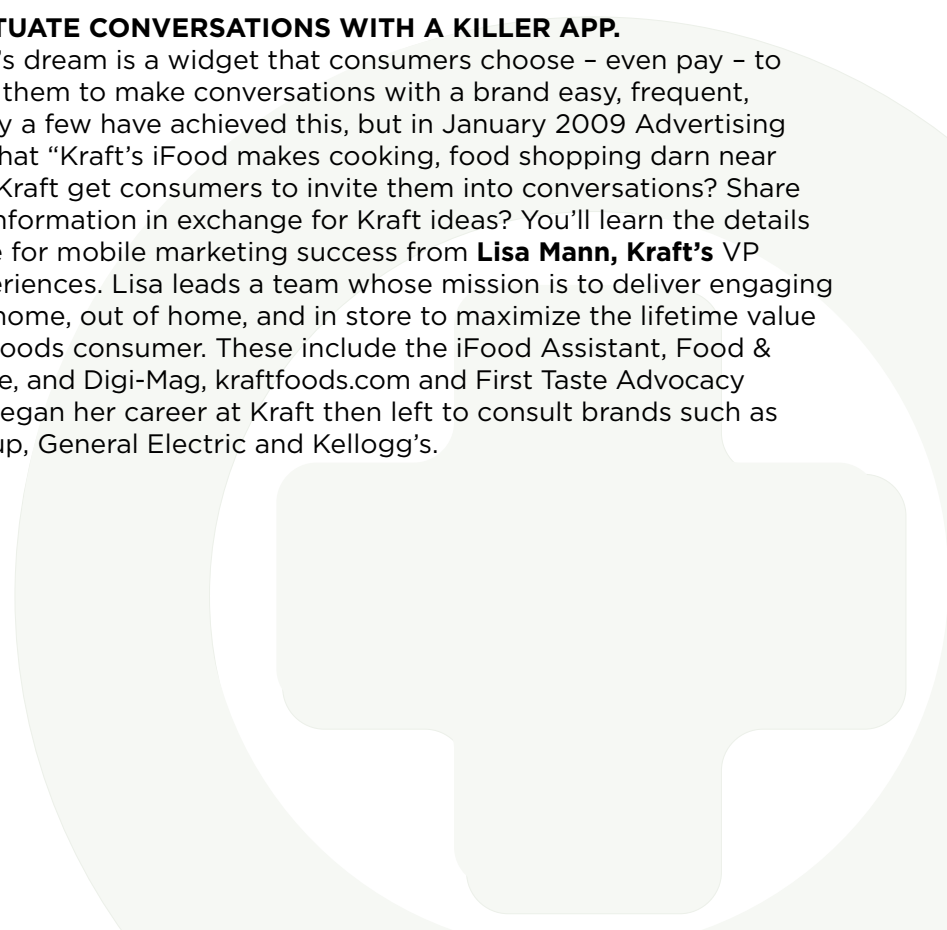 TUATE CONVERSATIONS WITH A KILLER APP.
’s dream is a widget that consumers choose – even pay – to
them to make conversations with a brand easy, frequent,
y a few have achieved this, but in January 2009 Advertising
hat “Kraft’s iFood makes cooking, food shopping darn near
Kraft get consumers to invite them into conversations? Share
nformation in exchange for Kraft ideas? You’ll learn the details
e for mobile marketing success from Lisa Mann, Kraft’s VP
eriences. Lisa leads a team whose mission is to deliver engaging
home, out of home, and in store to maximize the lifetime value
oods consumer. These include the iFood Assistant, Food &
e, and Digi-Mag, kraftfoods.com and First Taste Advocacy
egan her career at Kraft then left to consult brands such as
up, General Electric and Kellogg’s.